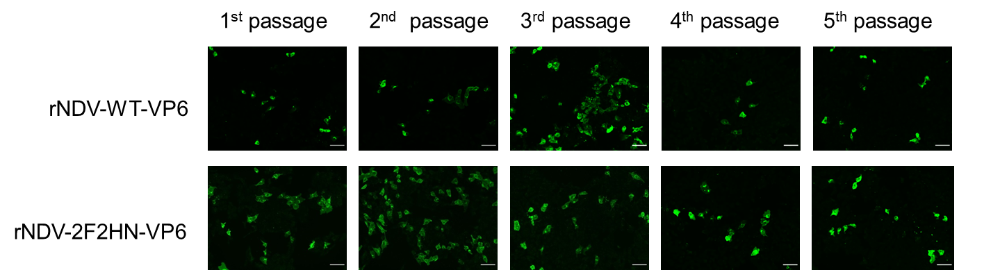 1st passage 2nd passage 3rd passage 4th passage 5th passage
rNDV-WT-VP6
rNDV-2F2HN-VP6